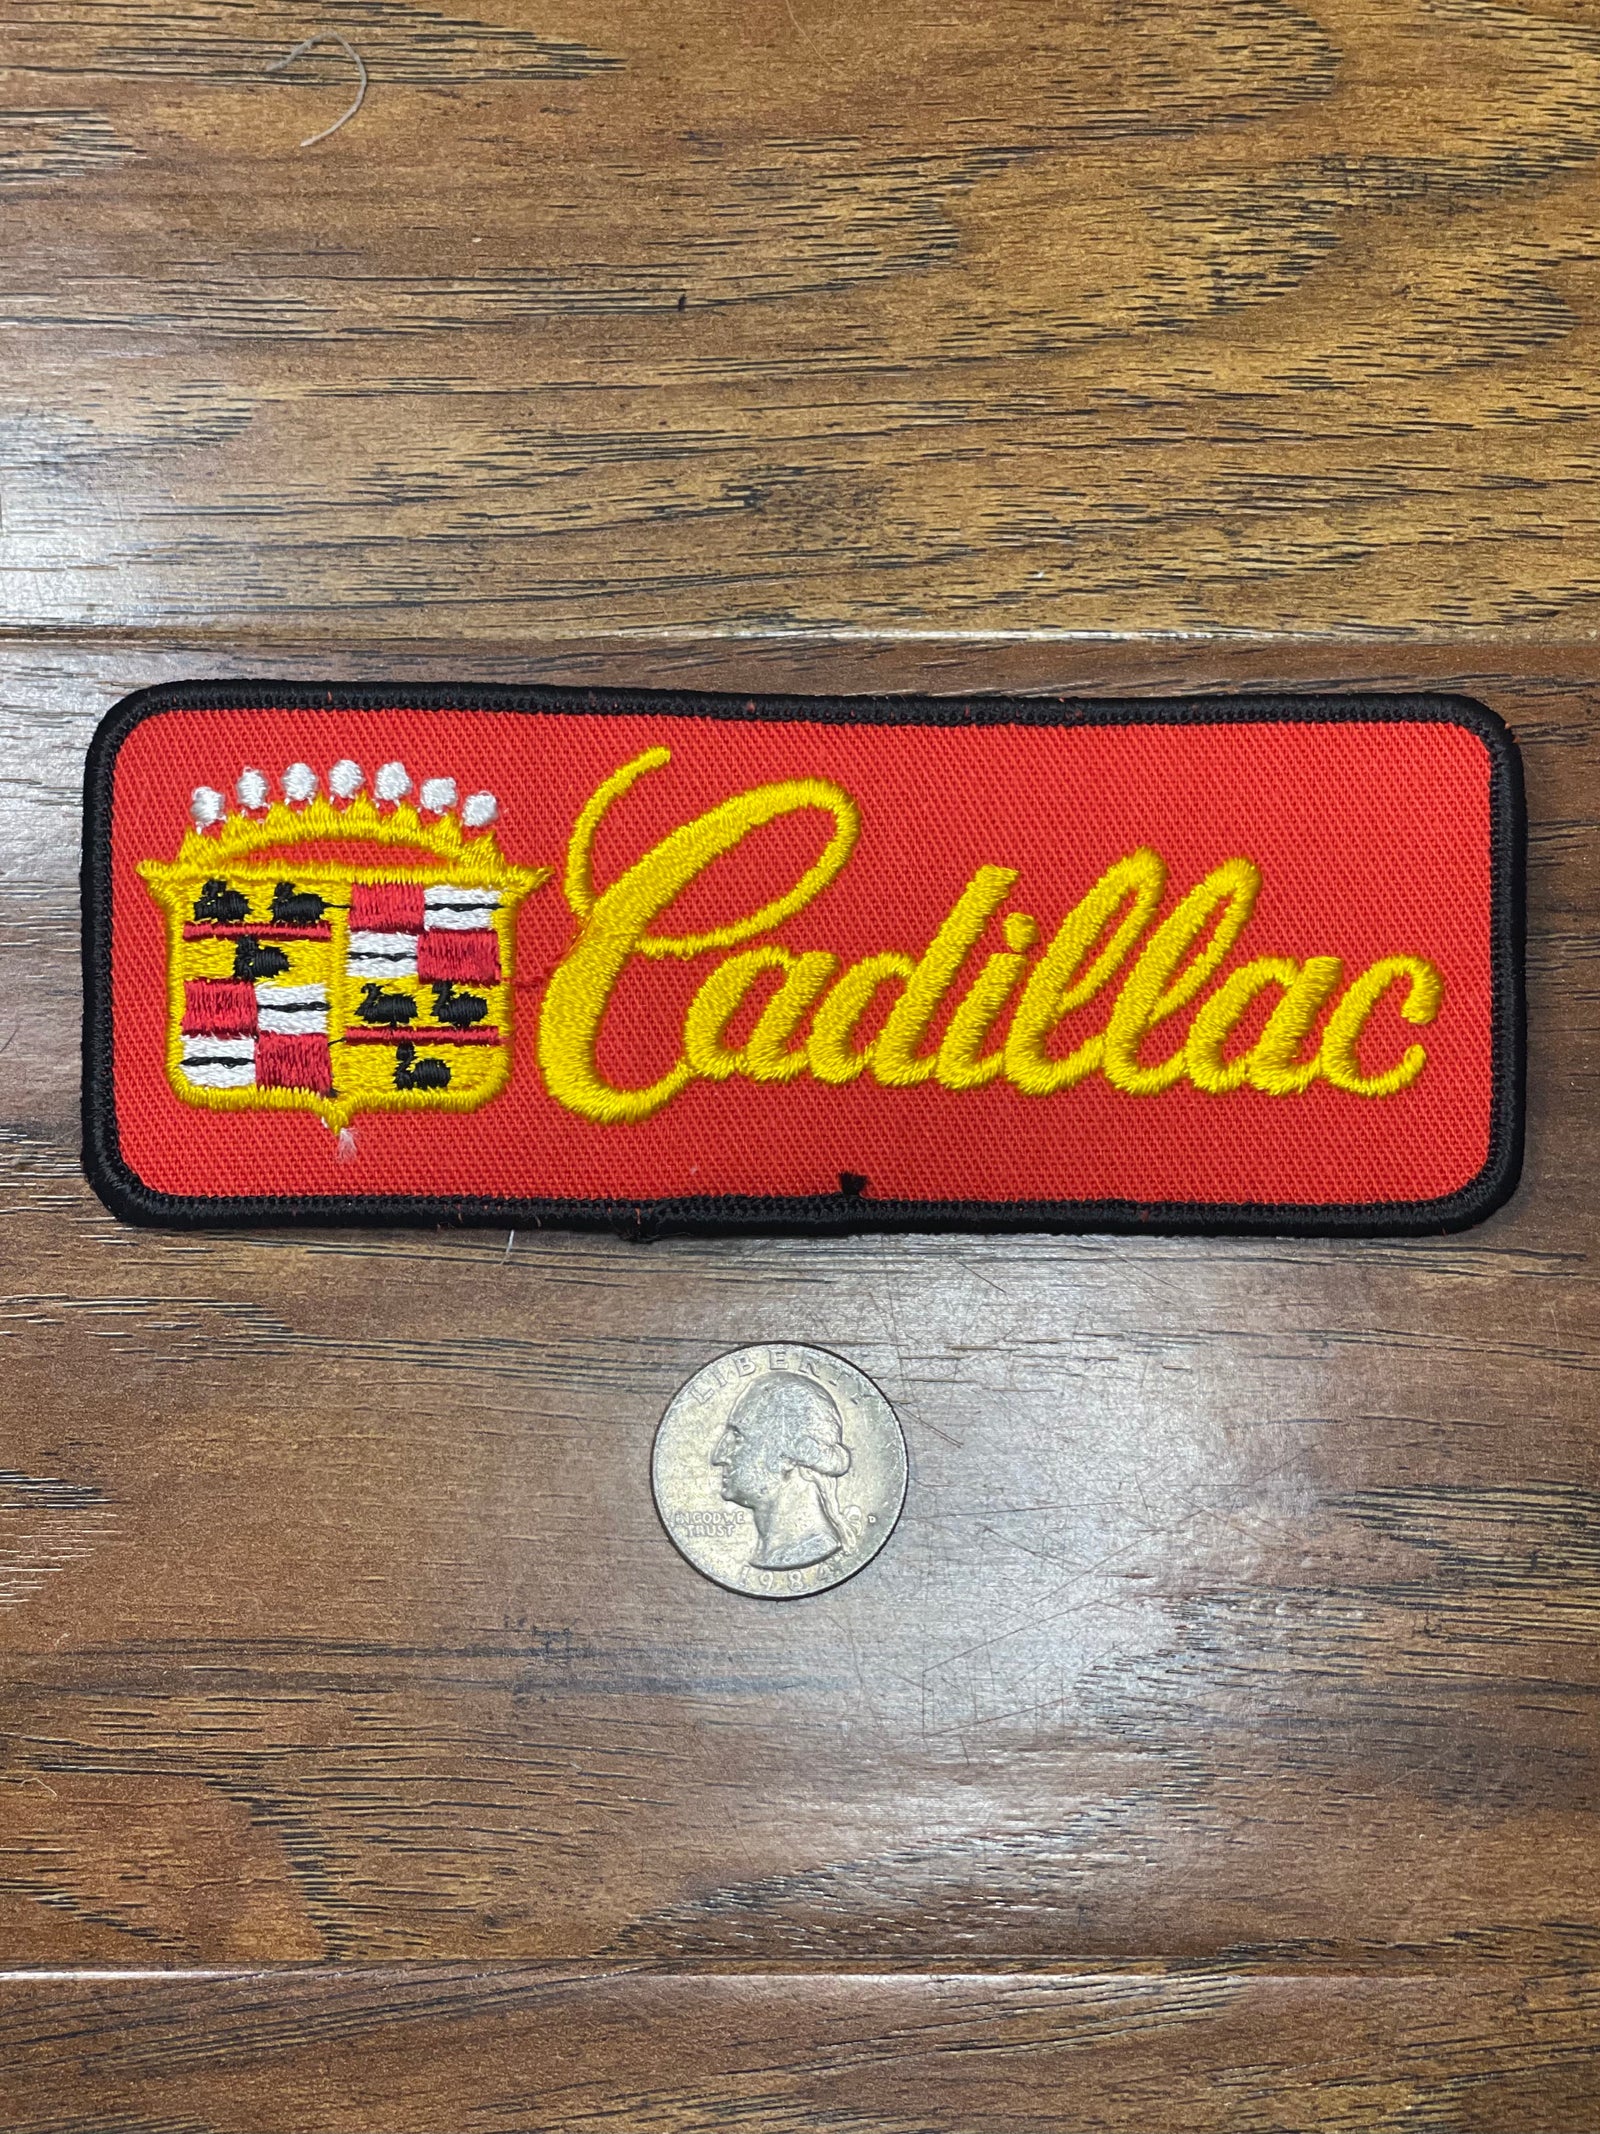 Cadillac
LIBERTY
IN GOD WE
TRUST
D
1984